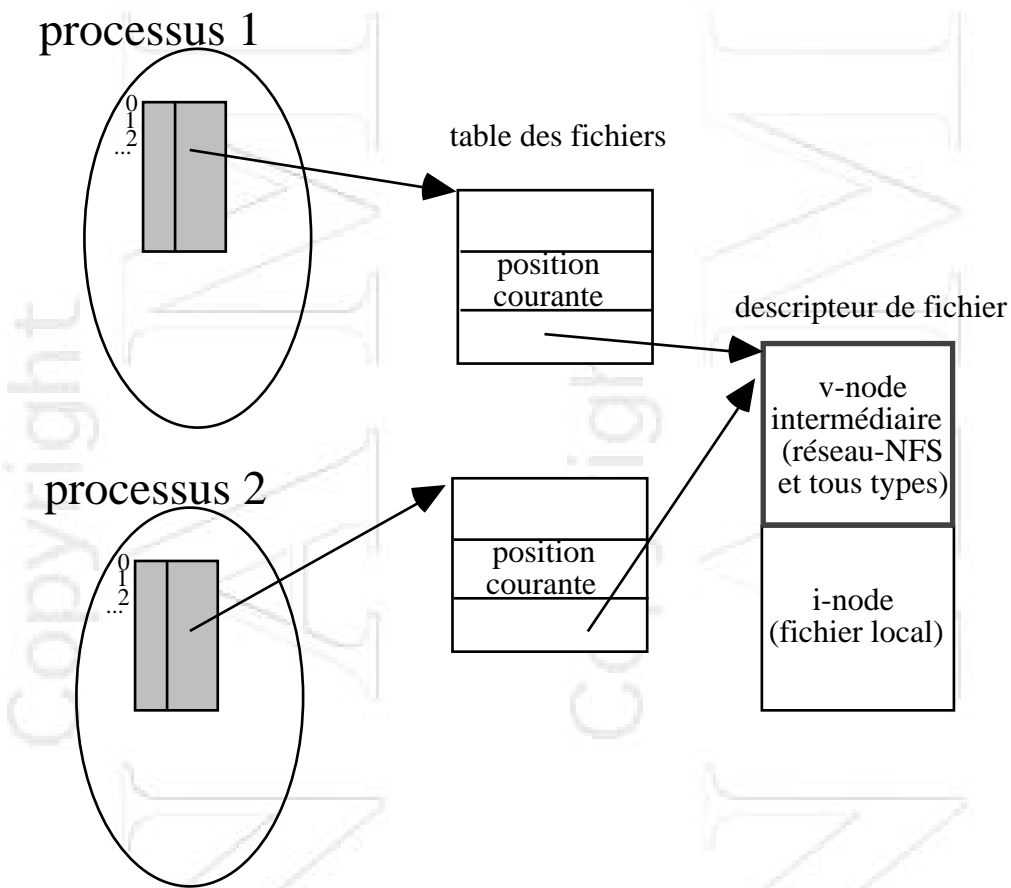 processus 1
0
1
2
...
table des fichiers
position
courante
descripteur de fichier
v-node
intermédiaire
(réseau-NFS
et tous types)
processus 2
0
1
2
...
position
courante
i-node
(fichier local)
Copyright